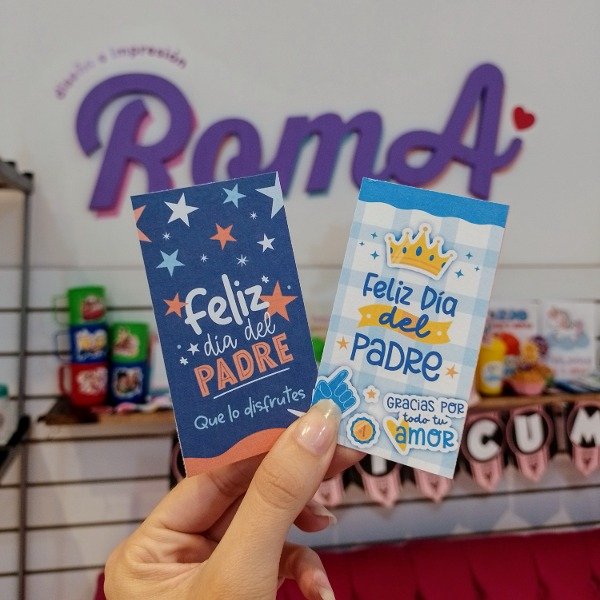 diseño e impresión
RomA
feliz
día del
PADRE
Que lo disfrutes
Feliz Día
del
PADRE
GRACIAS POR
todo tu
AMOR
CUM